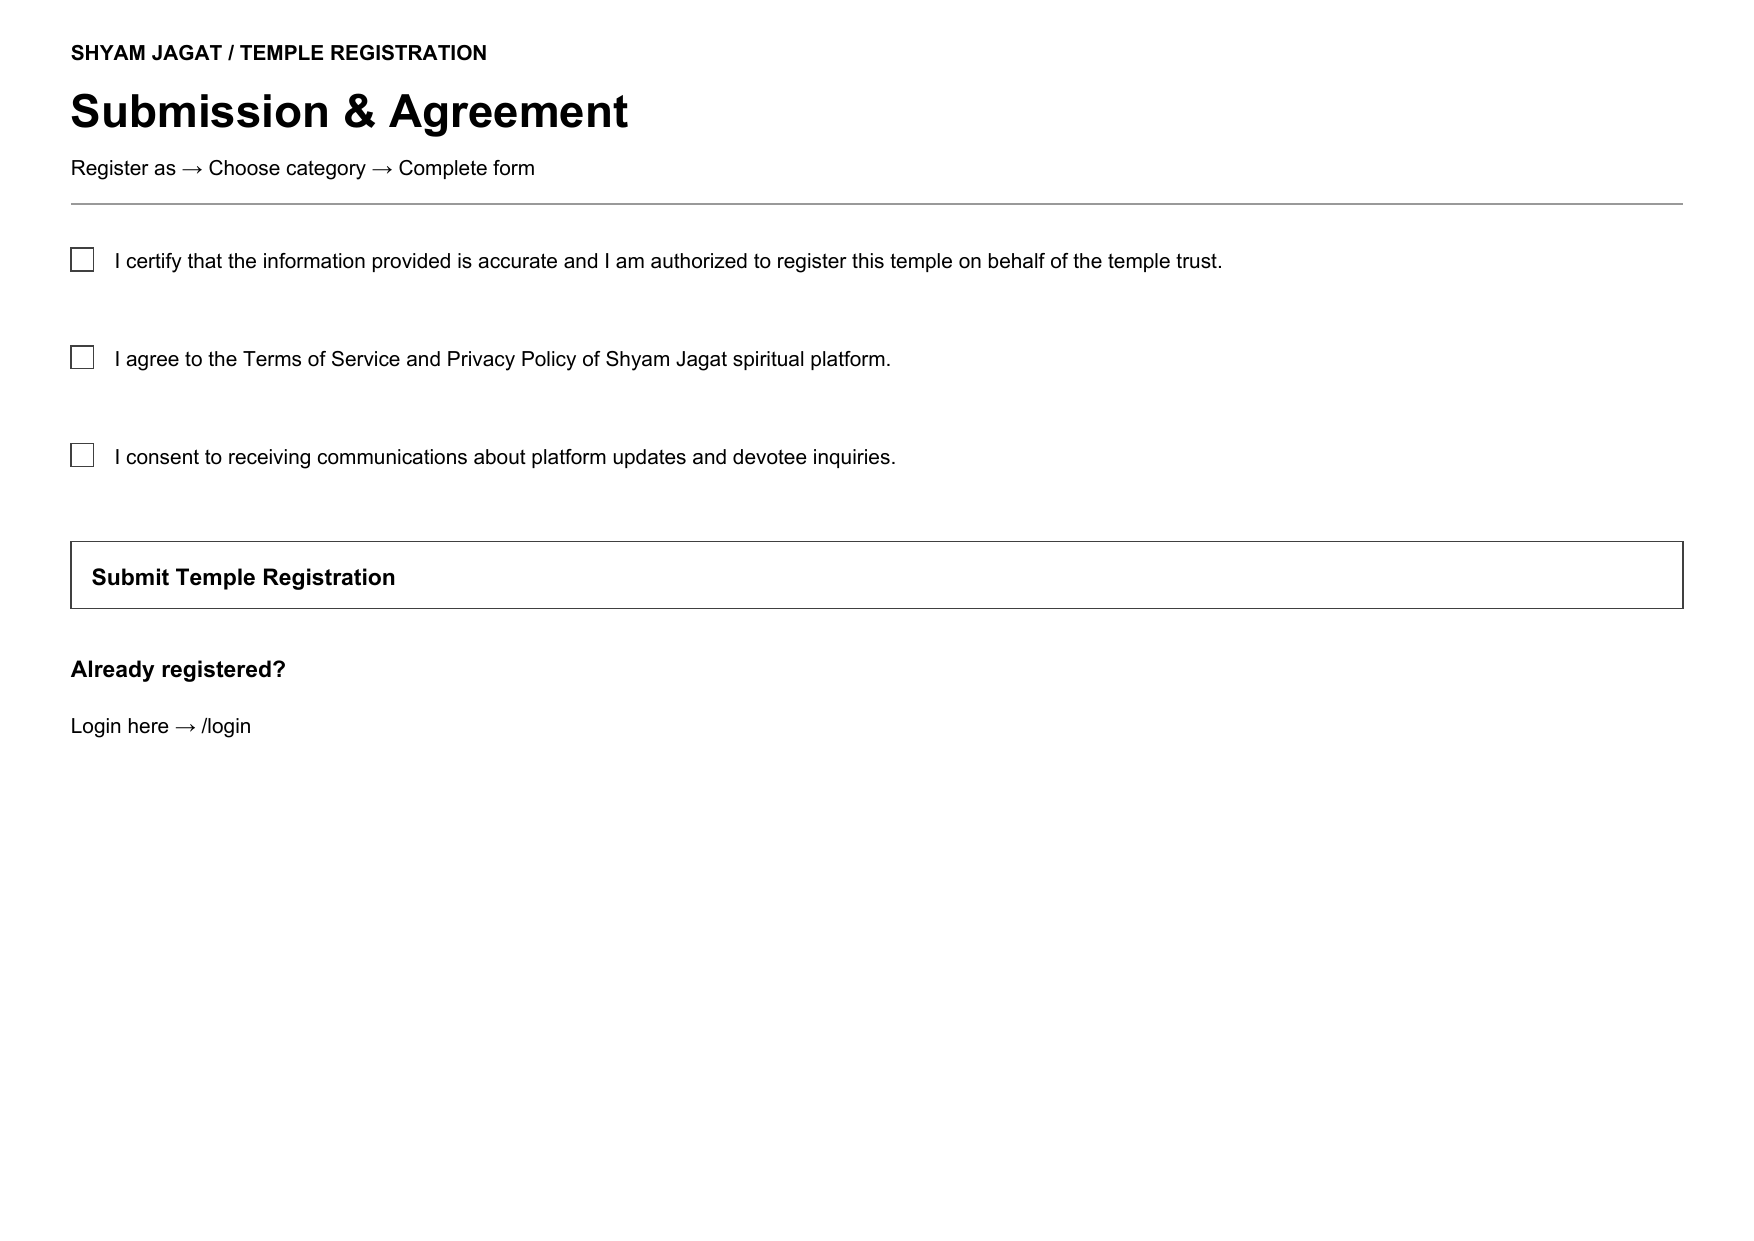 SHYAM JAGAT / TEMPLE REGISTRATION
Submission & Agreement
Register as → Choose category → Complete form
I certify that the information provided is accurate and I am authorized to register this temple on behalf of the temple trust.
I agree to the Terms of Service and Privacy Policy of Shyam Jagat spiritual platform.
I consent to receiving communications about platform updates and devotee inquiries.
Submit Temple Registration
Already registered?
Login here → /login